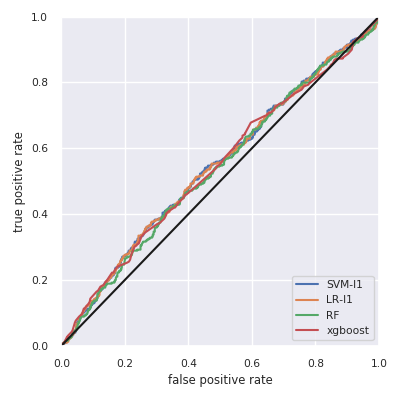 1.0
0.8
0.6
0.4
0.2
0.0
true positive rate
SVM-l1
LR-l1
RF
xgboost
0.0 0.2 0.4 0.6 0.8 1.0
false positive rate